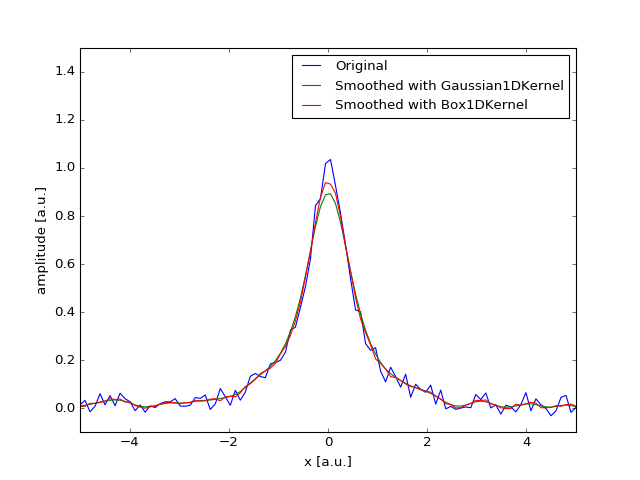 Original
Smoothed with Gaussian1DKernel
Smoothed with Box1DKernel
1.4
1.2
1.0
0.8
0.6
0.4
0.2
0.0
amplitude [a.u.]
−4 −2 0 2 4
x [a.u.]